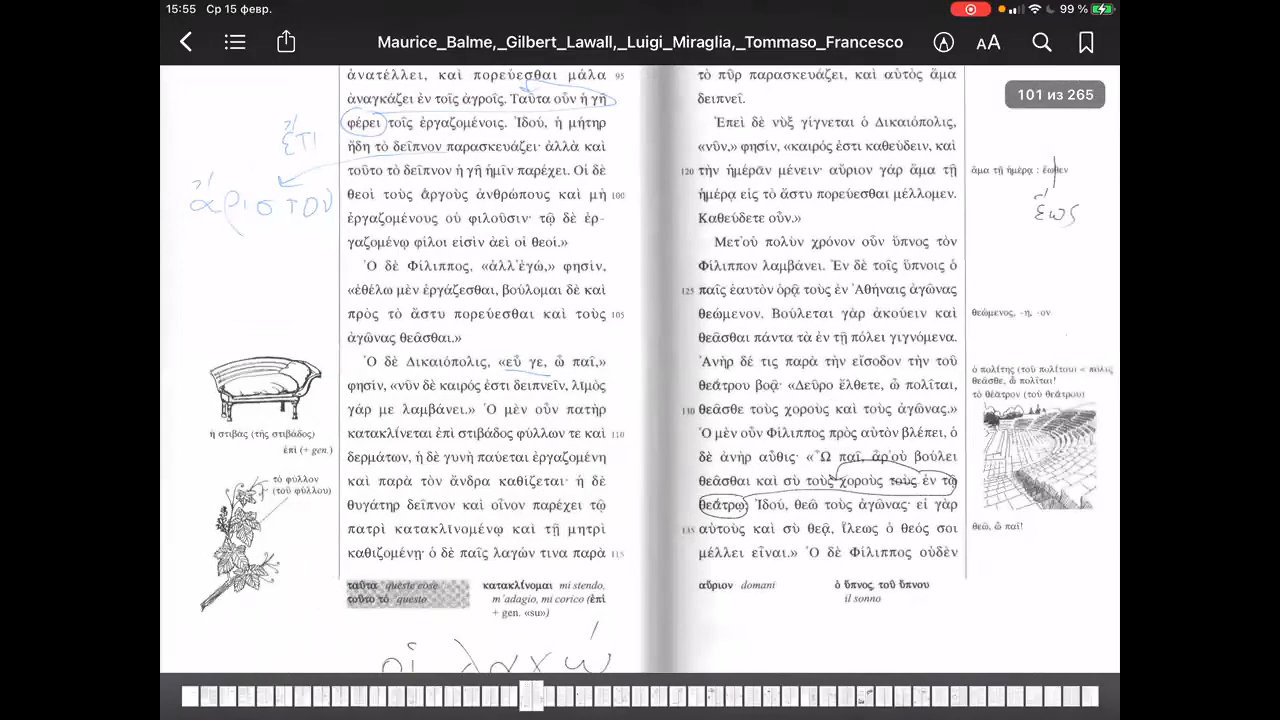 15:55 Ср 15 февр.
99 %
Maurice_Balme,_Gilbert_Lawall,_Luigi_Miraglia,_Tommaso_Francesco
AA
101 из 265
ἀνατέλλει, καὶ πορεύεσθαι μάλα 95
ἀναγκάζει ἐν τοῖς ἀγροῖς. Ταῦτα οὖν ἡ γῆ
φέρει τοῖς ἐργαζομένοις. Ἰδού, ἡ μήτηρ
ἤδη τὸ δεῖπνον παρασκευάζει· ἀλλὰ καὶ
τοῦτο τὸ δεῖπνον ἡ γῆ ἡμῖν παρέχει. Οἱ δὲ
θεοὶ τοὺς ἀργοὺς ἀνθρώπους καὶ μὴ 100
ἐργαζομένους οὐ φιλοῦσιν· τῷ δὲ ἐρ-
γαζομένῳ φίλοι εἰσὶν ἀεὶ οἱ θεοί.»
Ὁ δὲ Φίλιππος, «ἀλλ᾽ἐγώ,» φησίν,
«ἐθέλω μὲν ἐργάζεσθαι, βούλομαι δὲ καὶ
πρὸς τὸ ἄστυ πορεύεσθαι καὶ τοὺς 105
ἀγῶνας θεᾶσθαι.»
Ὁ δὲ Δικαιόπολις, «εὖ γε, ὦ παῖ,»
φησίν, «νῦν δὲ καιρός ἐστι δειπνεῖν, λῑμὸς
γάρ με λαμβάνει.» Ὁ μὲν οὖν πατὴρ
κατακλίνεται ἐπὶ στιβάδος φύλλων τε καὶ 110
δερμάτων, ἡ δὲ γυνὴ παύεται ἐργαζομένη
καὶ παρὰ τὸν ἄνδρα καθίζεται· ἡ δὲ
θυγάτηρ δεῖπνον καὶ οἶνον παρέχει τῷ
πατρὶ κατακλῑνομένῳ καὶ τῇ μητρὶ
καθιζομένῃ· ὁ δὲ παῖς λαγών τινα παρὰ 115
ἔτι
ἄριστον
ἡ στιβάς (τῆς στιβάδος)
ἐπί (+ gen.)
τὸ φύλλον
(τοῦ φύλλου)
ταῦτα queste cose
τοῦτο τό questo
κατακλίνομαι mi stendo,
m’adagio, mi corico (ἐπί
+ gen. «su»)
οἱ λαχώ
τὸ πῦρ παρασκευάζει, καὶ αὐτὸς ἅμα
δειπνεῖ.
Ἐπεὶ δὲ νὺξ γίγνεται ὁ Δικαιόπολις,
«νῦν,» φησίν, «καιρός ἐστι καθεύδειν, καὶ
120 τὴν ἡμέρᾱν μένειν· αὔριον γὰρ ἅμα τῇ
ἡμέρᾳ εἰς τὸ ἄστυ πορεύεσθαι μέλλομεν.
Καθεύδετε οὖν.»
Μετ᾽οὐ πολὺν χρόνον οὖν ὕπνος τὸν
Φίλιππον λαμβάνει. Ἐν δὲ τοῖς ὕπνοις ὁ
125 παῖς ἑαυτὸν ὁρᾷ τοὺς ἐν Ἀθήναις ἀγῶνας
θεώμενον. Βούλεται γὰρ ἀκούειν καὶ
θεᾶσθαι πάντα τὰ ἐν τῇ πόλει γιγνόμενα.
Ἀνὴρ δέ τις παρὰ τὴν εἴσοδον τὴν τοῦ
θεάτρου βοᾷ· «Δεῦρο ἔλθετε, ὦ πολῖται,
130 θεᾶσθε τοὺς χοροὺς καὶ τοὺς ἀγῶνας.»
Ὁ μὲν οὖν Φίλιππος πρὸς αὐτὸν βλέπει, ὁ
δὲ ἀνὴρ αὖθις· «Ὦ παῖ, ἆρ᾽οὐ βούλει
θεᾶσθαι καὶ σὺ τοὺς χοροὺς τοὺς ἐν τῷ
θεάτρῳ; Ἰδού, θεῶ τοὺς ἀγῶνας· εἰ γὰρ
135 αὐτοὺς καὶ σὺ θεᾷ, ἵλεως ὁ θεός σοι
μέλλει εἶναι.» Ὁ δὲ Φίλιππος οὐδὲν
ἅμα τῇ ἡμέρᾳ : ἕωθεν
ἕως
θεώμενος, -η, -ον
ὁ πολίτης (τοῦ πολίτου) < πόλις
θεᾶσθε, ὦ πολῖται!
τὸ θέᾱτρον (τοῦ θεάτρου)
θεῶ, ὦ παῖ!
αὔριον domani
ὁ ὕπνος, τοῦ ὕπνου
il sonno